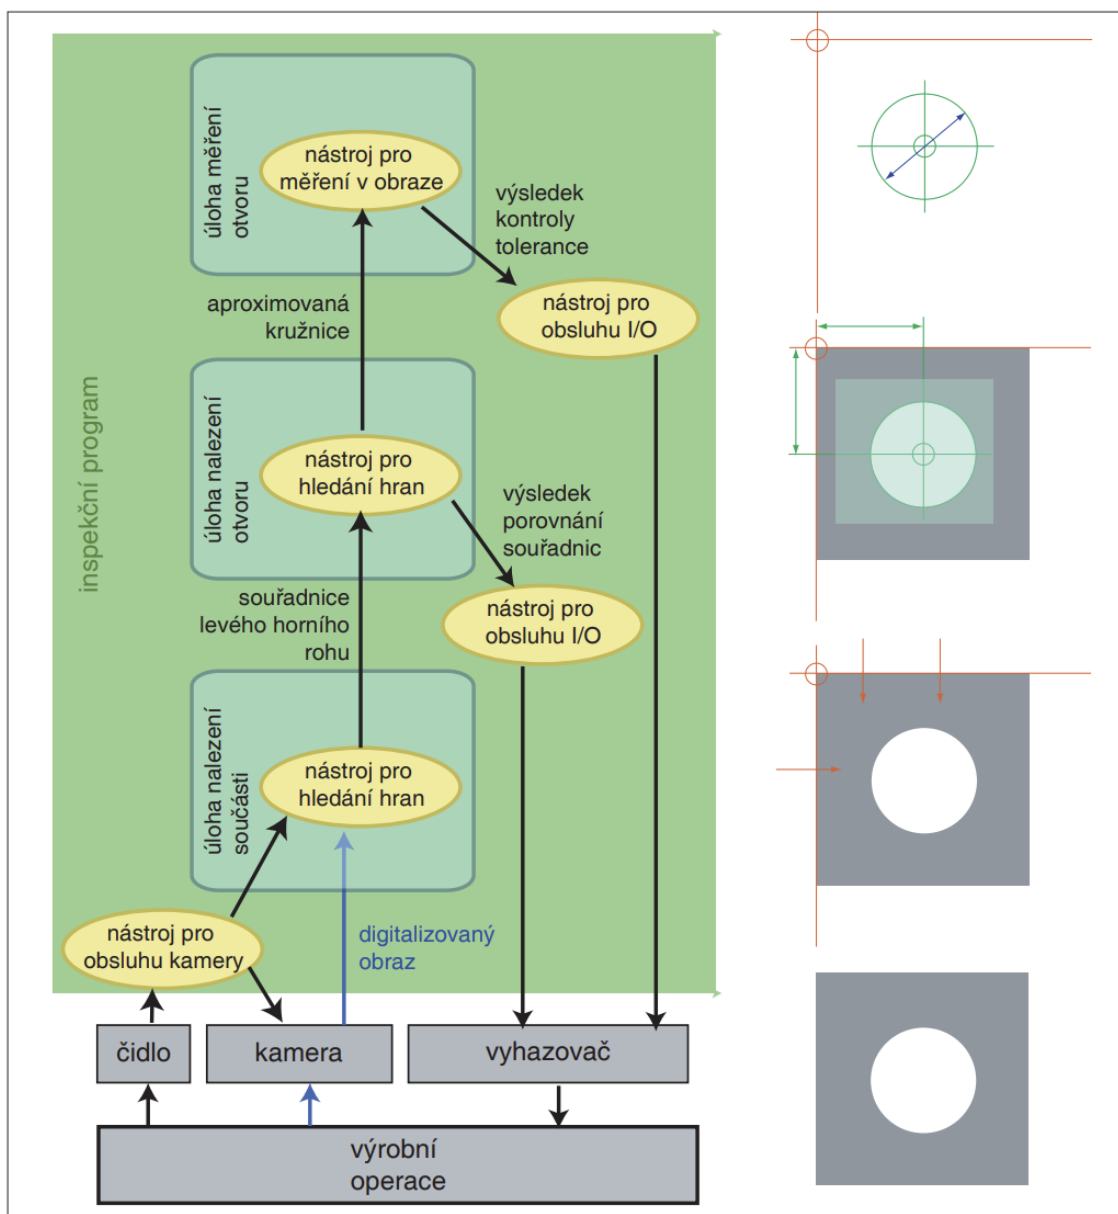 inspekční program
úloha měření
otvoru
nástroj pro
měření v obraze
výsledek
kontroly
tolerance
aproximovaná
kružnice
nástroj pro
obsluhu I/O
úloha nalezení
otvoru
nástroj pro
hledání hran
výsledek
porovnání
souřadnic
souřadnice
levého horního
rohu
nástroj pro
obsluhu I/O
úloha nalezení
součásti
nástroj pro
hledání hran
nástroj pro
obsluhu kamery
digitalizovaný
obraz
čidlo
kamera
vyhazovač
výrobní
operace